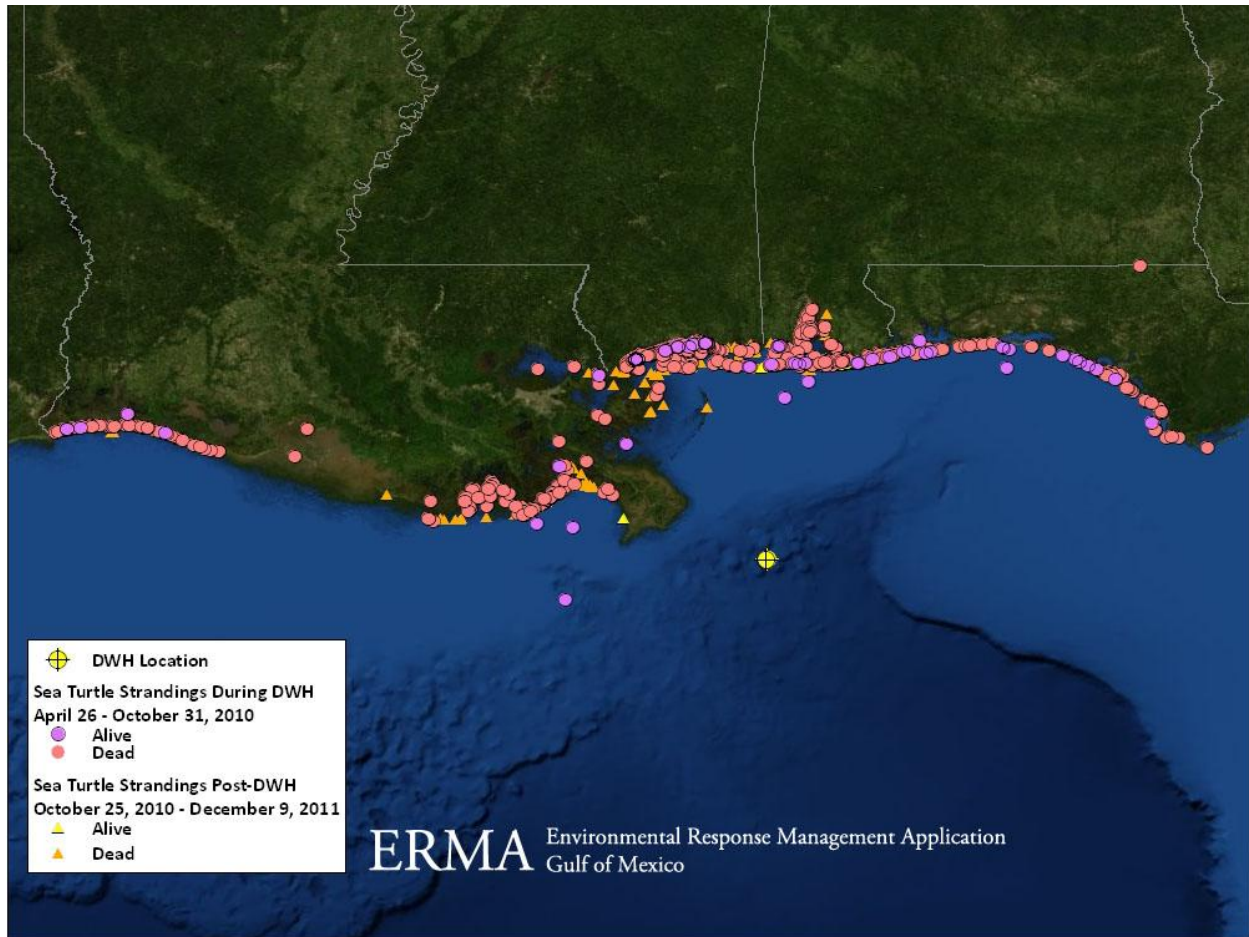 DWH Location
Sea Turtle Strandings During DWH
April 26 - October 31, 2010
Alive
Dead
Sea Turtle Strandings Post-DWH
October 25, 2010 - December 9, 2011
Alive
Dead
ERMA
Environmental Response Management Application
Gulf of Mexico